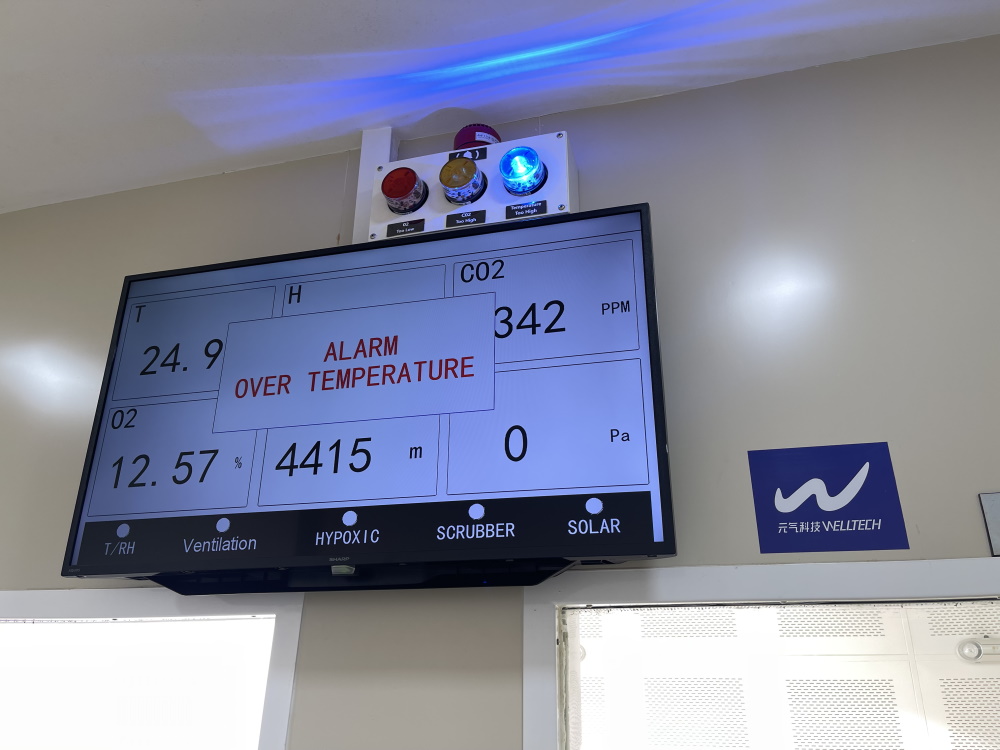 O2
Too Low
CO2
Too High
Temperature
Too High
T
24.9
H
CO2
342 PPM
ALARM
OVER TEMPERATURE
O2
12.57 %
4415 m
0 Pa
T/RH
Ventilation
HYPOXIC
SCRUBBER
SOLAR
元气科技 WELLTECH